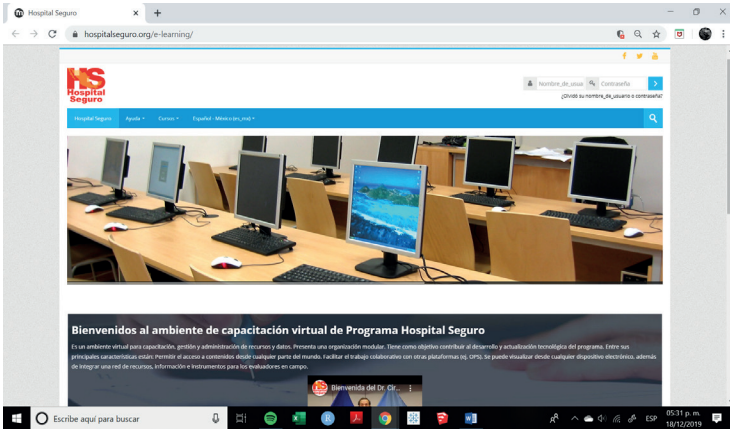 Hospital Seguro
hospitalseguro.org/e-learning/
HS
Hospital
Seguro
Nombre_de_usua Contraseña
¿Olvidó su nombre_de_usuario o contraseña?
Hospital Seguro Ayuda Cursos Español - México (es_mx)
Bienvenidos al ambiente de capacitación virtual de Programa Hospital Seguro
Es un ambiente virtual para capacitación, gestión y administración de recursos y datos. Presenta una organización modular. Tiene como objetivo contribuir al desarrollo y actualización tecnológica del programa. Entre sus
principales características están: Permitir el acceso a contenidos desde cualquier parte del mundo. Facilitar el trabajo colaborativo con otras plataformas (ej. OPS). Se puede visualizar desde cualquier dispositivo electrónico, además
de integrar una red de recursos, información e instrumentos para los evaluadores en campo.
HS Bienvenida del Dr. Cir...
Escribe aquí para buscar
ESP
05:31 p. m.
18/12/2019